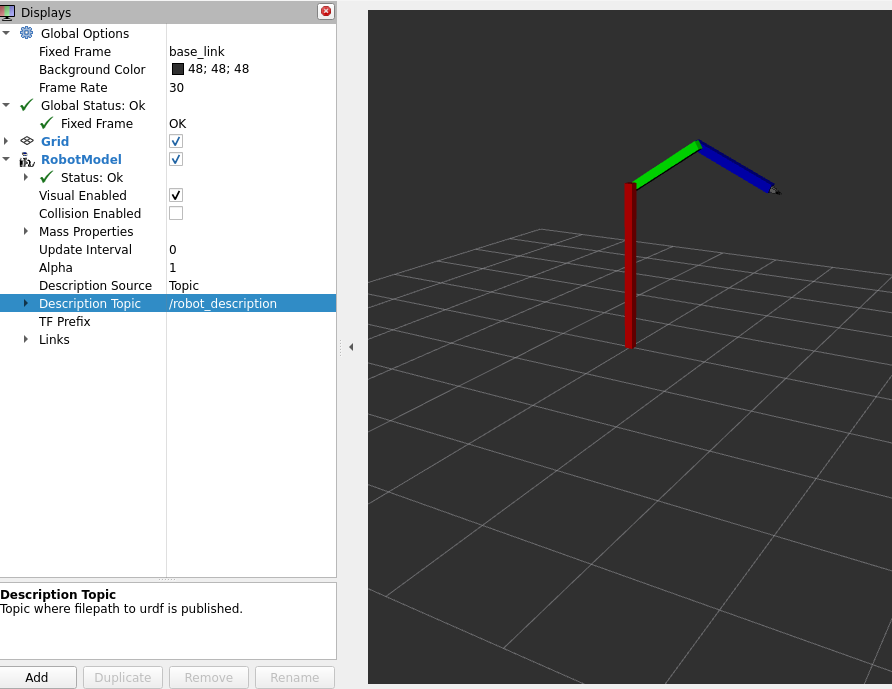 Displays
Global Options
Fixed Frame base_link
Background Color 48; 48; 48
Frame Rate 30
Global Status: Ok
Fixed Frame OK
Grid
RobotModel
Status: Ok
Visual Enabled
Collision Enabled
Mass Properties
Update Interval 0
Alpha 1
Description Source Topic
Description Topic /robot_description
TF Prefix
Links
Description Topic
Topic where filepath to urdf is published.
Add Duplicate Remove Rename